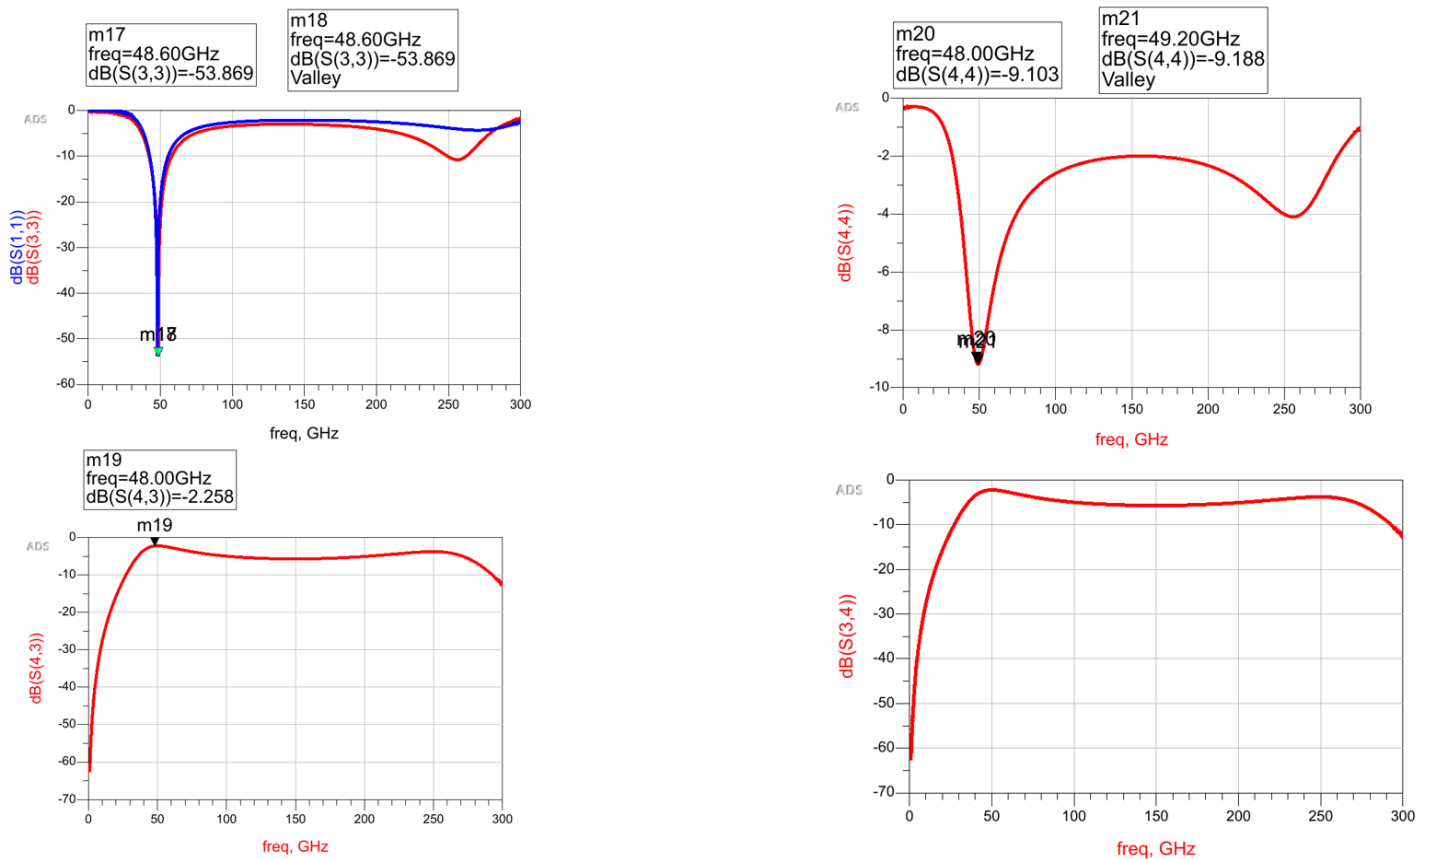 m17
freq=48.60GHz
dB(S(3,3))=-53.869
m18
freq=48.60GHz
dB(S(3,3))=-53.869
Valley
ADS
0
-10
-20
-30
-40
-50
-60
dB(S(1,1))
dB(S(3,3))
m18
0
50
100
150
200
250
300
freq, GHz
m20
freq=48.00GHz
dB(S(4,4))=-9.103
m21
freq=49.20GHz
dB(S(4,4))=-9.188
Valley
ADS
0
-2
-4
-6
-8
-10
dB(S(4,4))
m20
m21
0
50
100
150
200
250
300
freq, GHz
m19
freq=48.00GHz
dB(S(4,3))=-2.258
m19
ADS
0
-10
-20
-30
-40
-50
-60
-70
dB(S(4,3))
0
50
100
150
200
250
300
freq, GHz
ADS
0
-10
-20
-30
-40
-50
-60
-70
dB(S(3,4))
0
50
100
150
200
250
300
freq, GHz